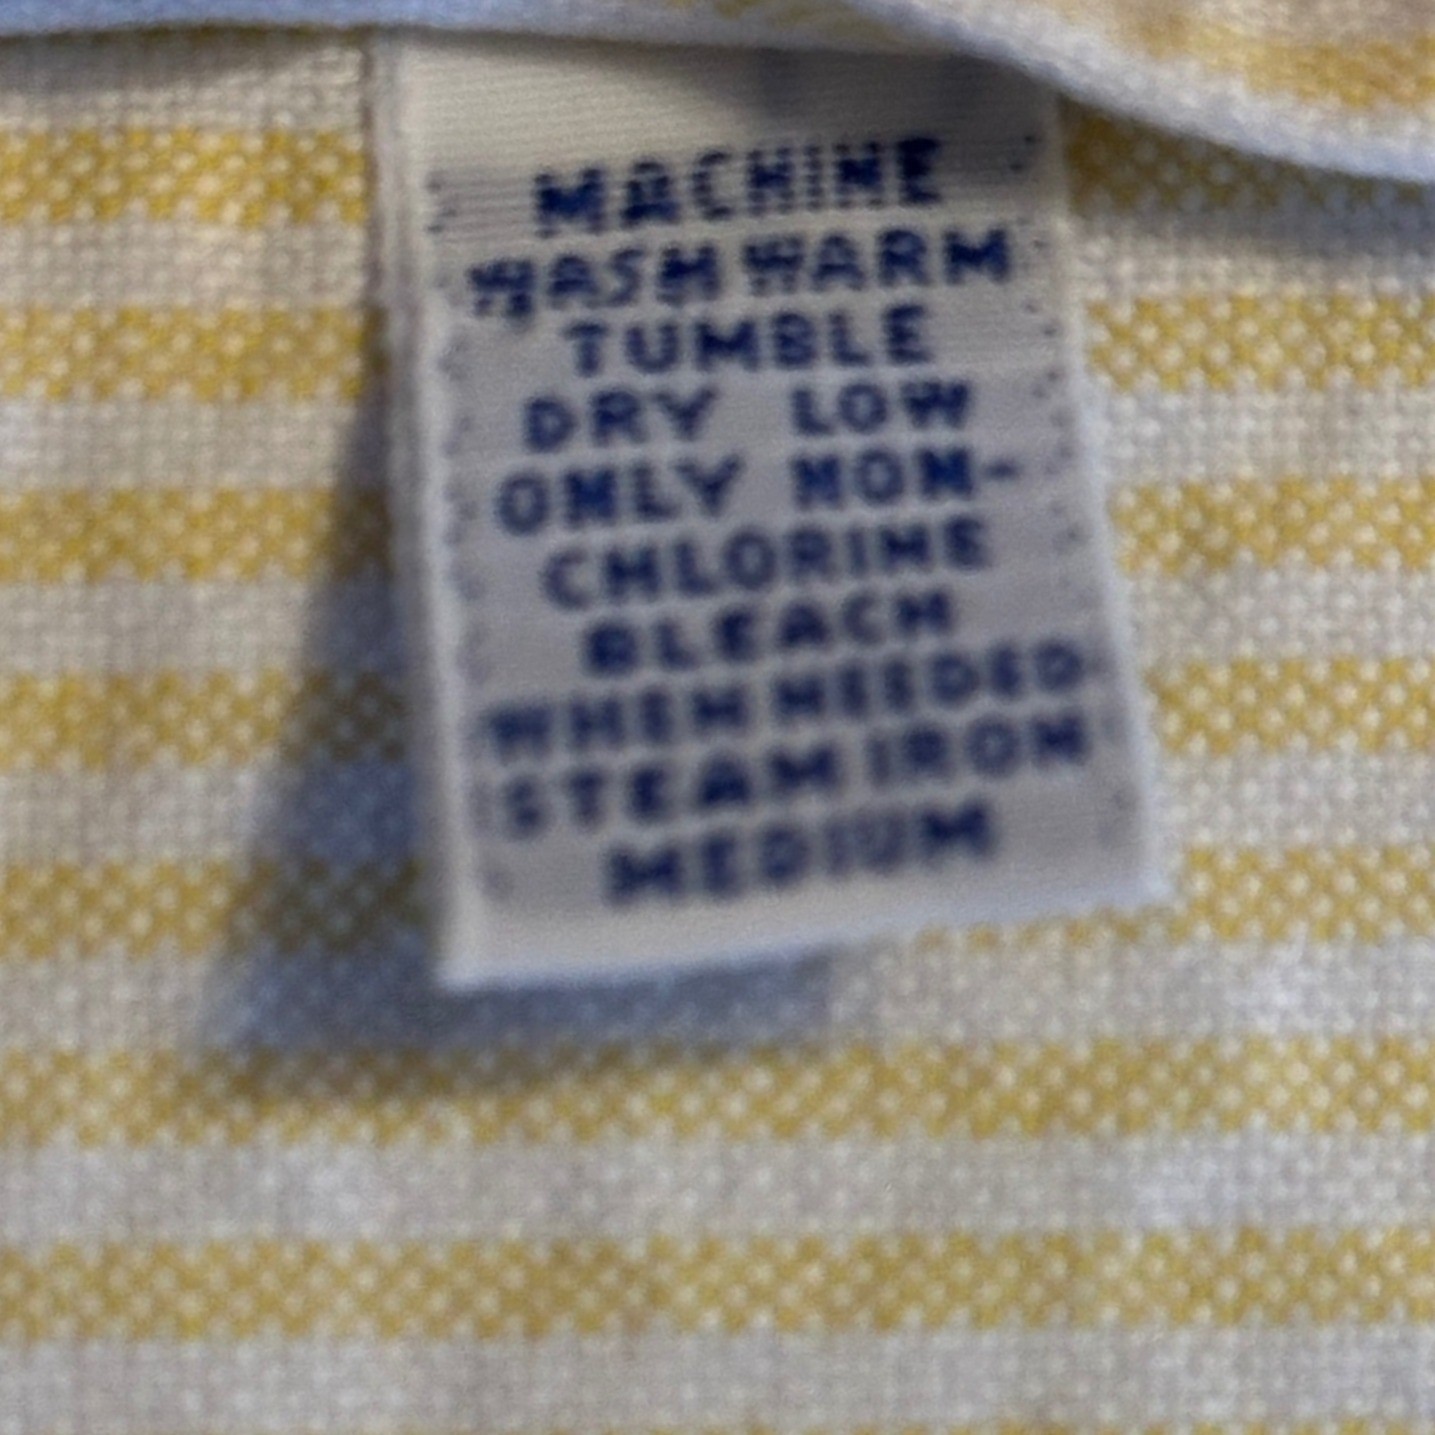 MACHINE
WASH WARM
TUMBLE
DRY LOW
ONLY NON-
CHLORINE
BLEACH
WHEN NEEDED
STEAM IRON
MEDIUM